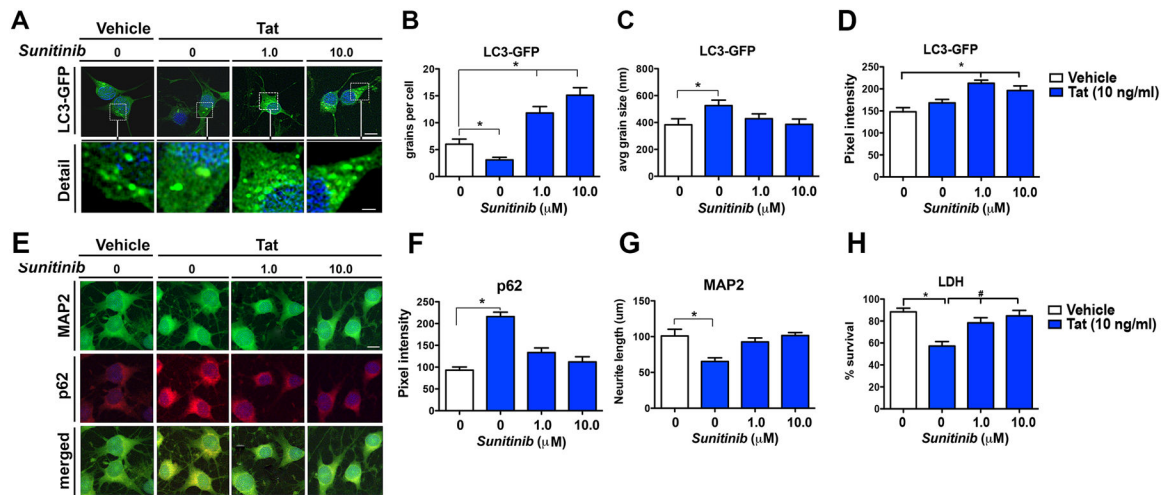 A
Vehicle Tat
Sunitinib 0 0 1.0 10.0
LC3-GFP
Detail
B
LC3-GFP
grains per cell
20
15
10
5
0
*
*
0 0 1.0 10.0
Sunitinib (µM)
C
LC3-GFP
avg grain size (nm)
800
600
400
200
0
*
0 0 1.0 10.0
Sunitinib (µM)
D
LC3-GFP
Pixel intensity
250
200
150
100
50
0
*
0 0 1.0 10.0
Sunitinib (µM)
Vehicle
Tat (10 ng/ml)
E
Vehicle Tat
Sunitinib 0 0 1.0 10.0
MAP2
p62
merged
F
p62
Pixel intensity
250
200
150
100
50
0
*
0 0 1.0 10.0
Sunitinib (µM)
G
MAP2
Neurite length (um)
150
100
50
0
*
0 0 1.0 10.0
Sunitinib (µM)
H
LDH
% survival
100
80
60
40
20
0
* #
0 0 1.0 10.0
Sunitinib (µM)
Vehicle
Tat (10 ng/ml)